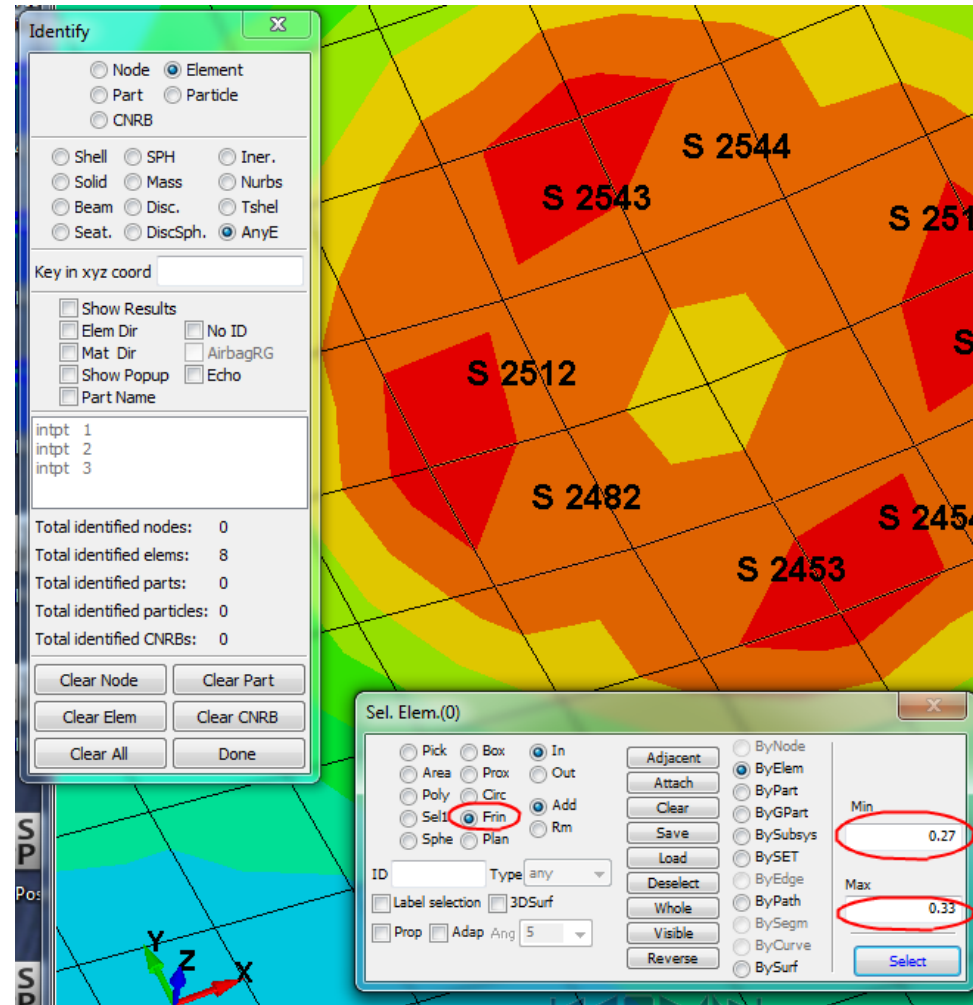 Identify
Node Element
Part Particle
CNRB
Shell SPH Iner.
Solid Mass Nurbs
Beam Disc. Tshel
Seat. DiscSph. AnyE
Key in xyz coord
Show Results
Elem Dir No ID
Mat Dir AirbagRG
Show Popup Echo
Part Name
intpt 1
intpt 2
intpt 3
Total identified nodes: 0
Total identified elems: 8
Total identified parts: 0
Total identified particles: 0
Total identified CNRBs: 0
Clear Node Clear Part
Clear Elem Clear CNRB
Clear All Done
S 2544
S 2543
S 251
S
S 2512
S 2482
S 2454
S 2453
Sel. Elem.(0)
Pick Box In
Area Prox Out
Poly Circ
Sel1 Frin Add
Sphe Plan Rm
ID Type any
Label selection 3DSurf
Prop Adap Ang 5
Adjacent
Attach
Clear
Save
Load
Deselect
Whole
Visible
Reverse
ByNode
ByElem
ByPart
ByGPart
BySubsys
BySET
ByEdge
ByPath
BySegm
ByCurve
BySurf
Min
0.27
Max
0.33
Select
S
P
Pos
S
P
Y
Z
X